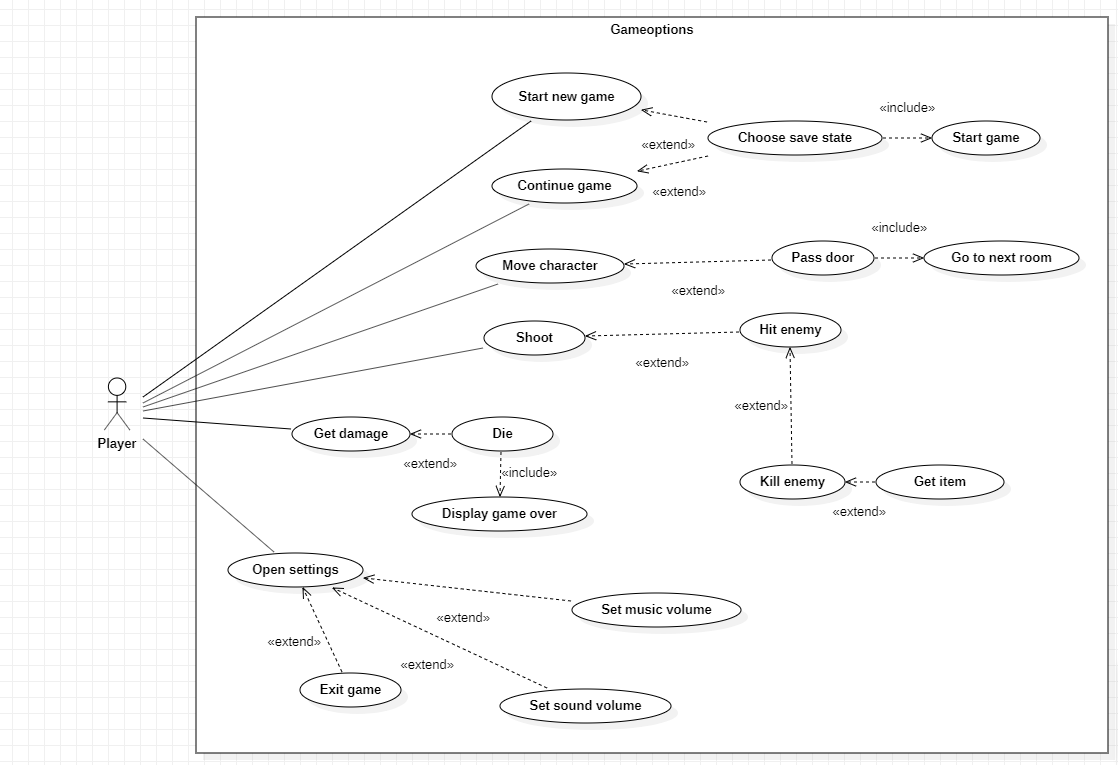 Gameoptions
Start new game
«include»
Choose save state
Start game
«extend»
Continue game
«extend»
«include»
Move character
Pass door
Go to next room
«extend»
Shoot
Hit enemy
«extend»
«extend»
Player
Get damage
Die
«extend»
«include»
Kill enemy
Get item
«extend»
Display game over
Open settings
Set music volume
«extend»
«extend»
«extend»
Exit game
Set sound volume